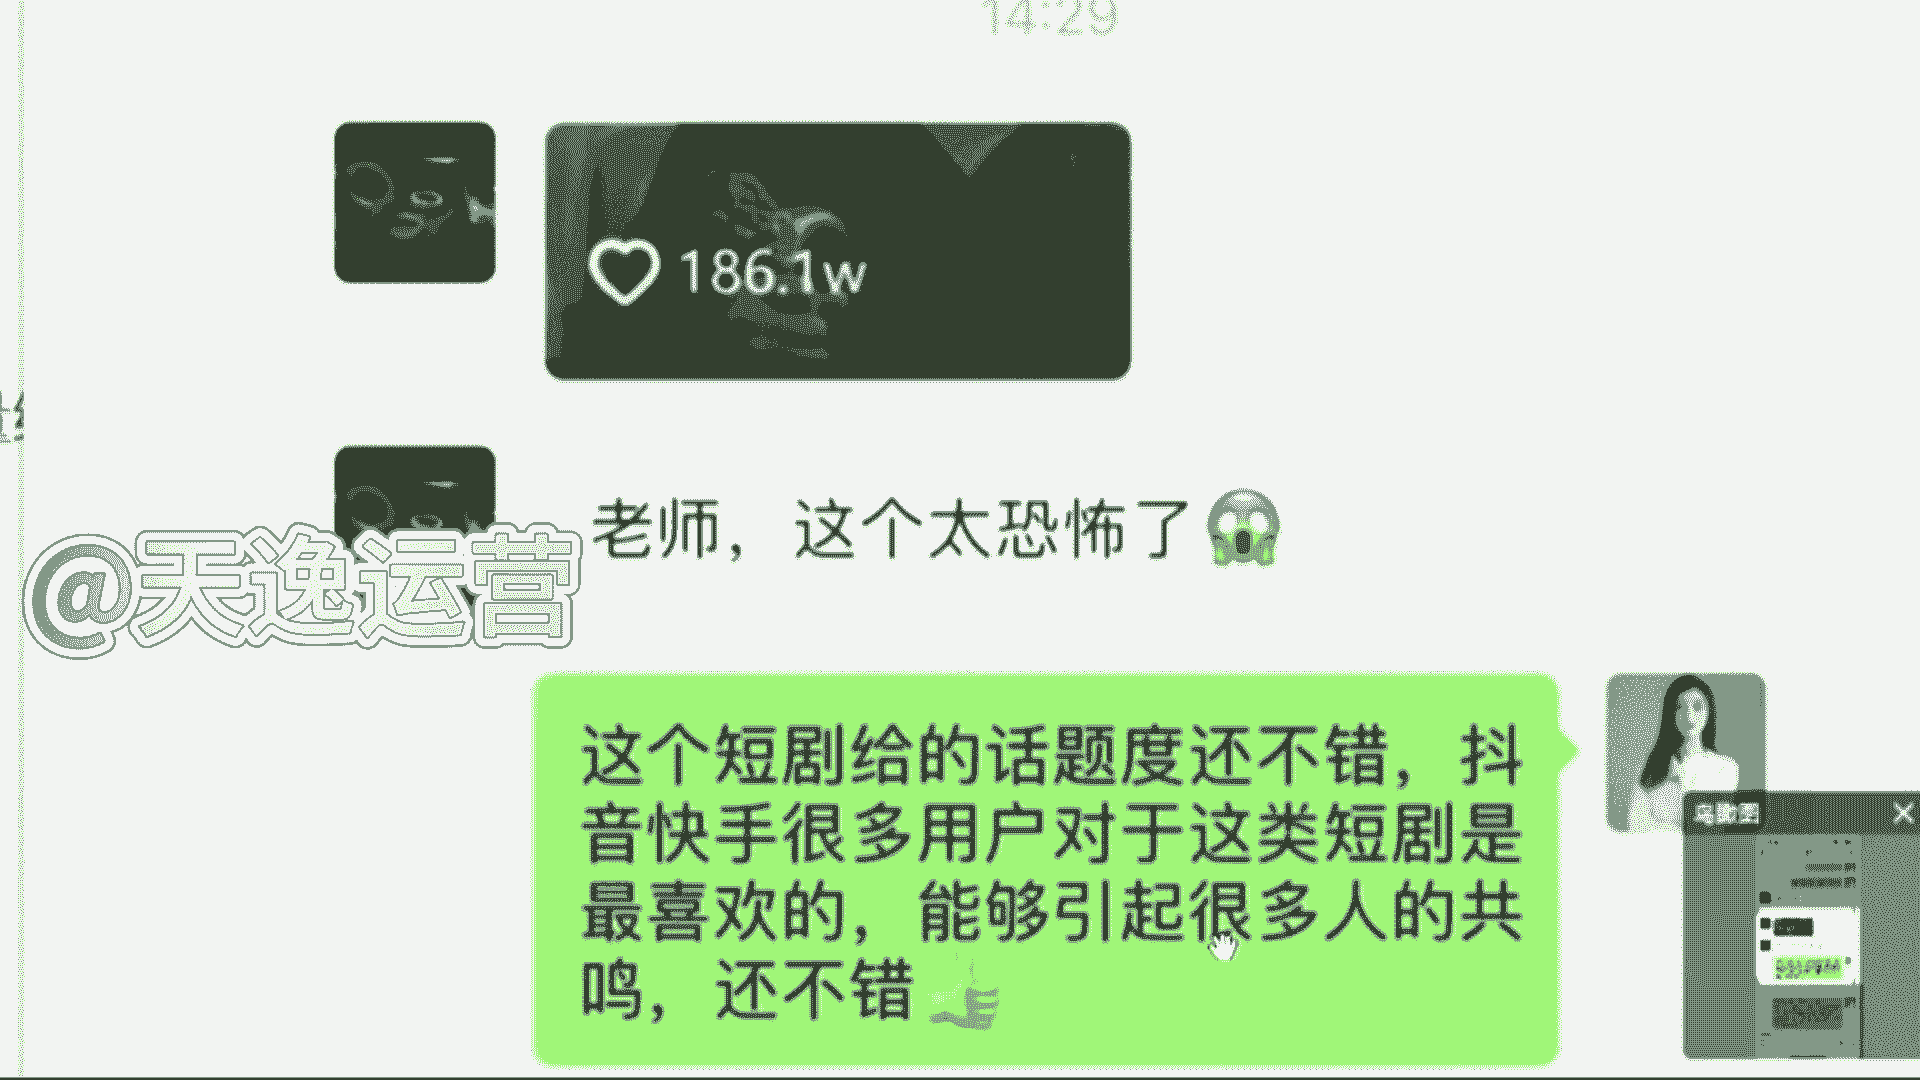 14:29
186.1w
老师，这个太恐怖了😱
@天逸运营
这个短剧给的话题度还不错，抖
音快手很多用户对于这类短剧是
最喜欢的，能够引起很多人的共
鸣，还不错👍